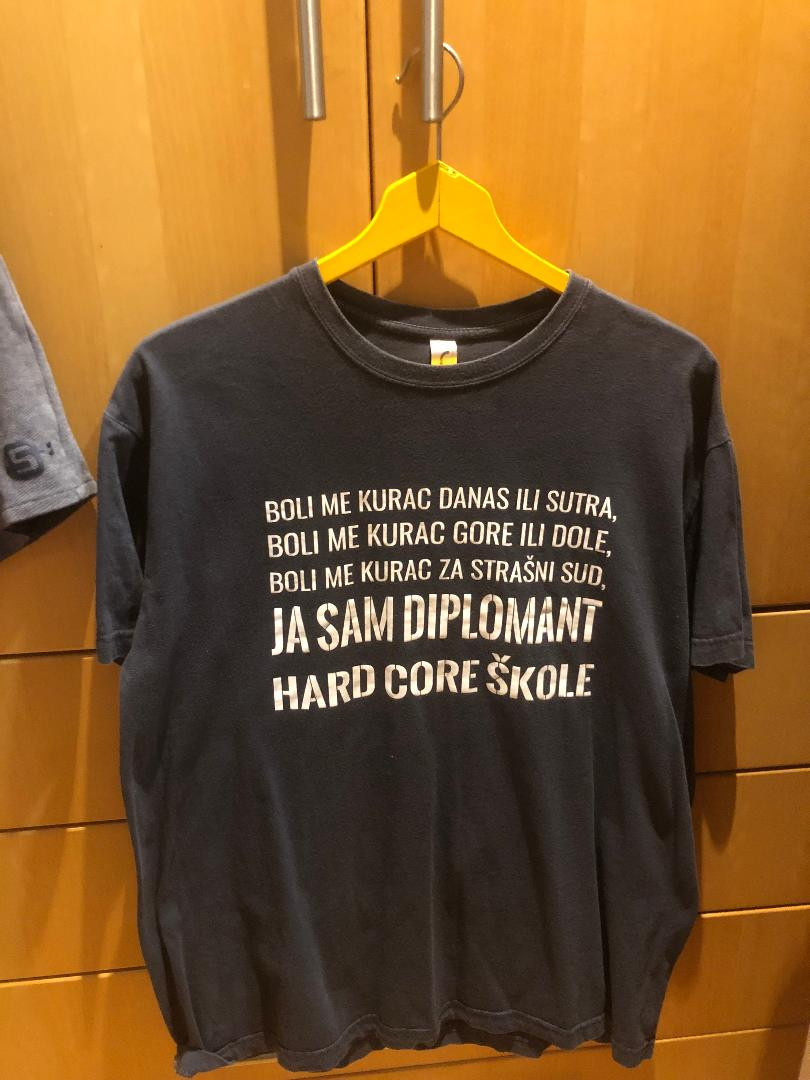 BOLI ME KURAC DANAS ILI SUTRA,
BOLI ME KURAC GORE ILI DOLE,
BOLI ME KURAC ZA STRAŠNI SUD,
JA SAM DIPLOMANT
HARD CORE ŠKOLE